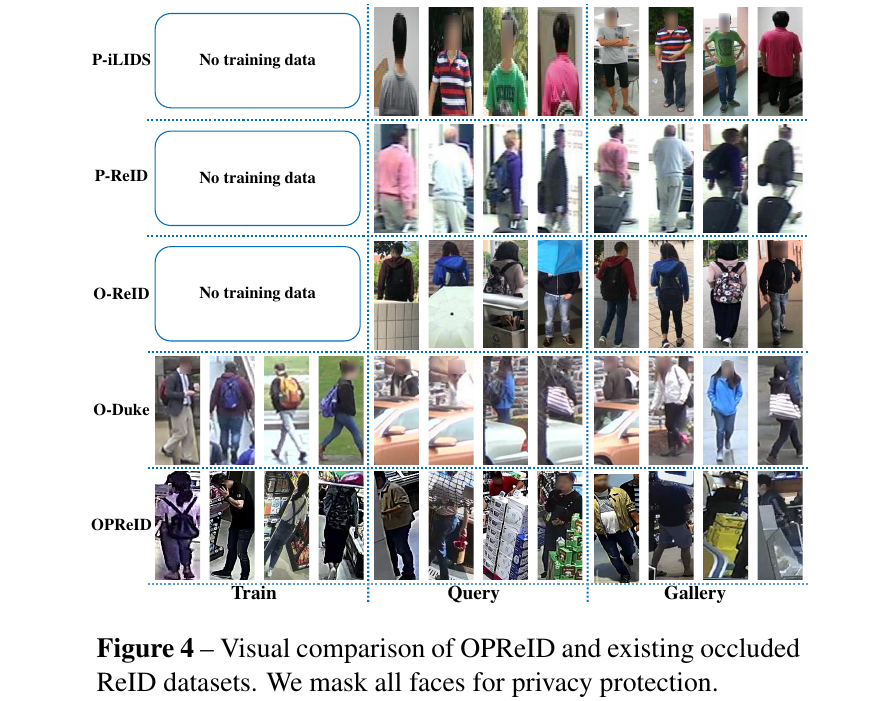 P-iLIDS
No training data
P-ReID
No training data
O-ReID
No training data
O-Duke
OPReID
Train Query Gallery
Figure 4 – Visual comparison of OPReID and existing occluded
ReID datasets. We mask all faces for privacy protection.